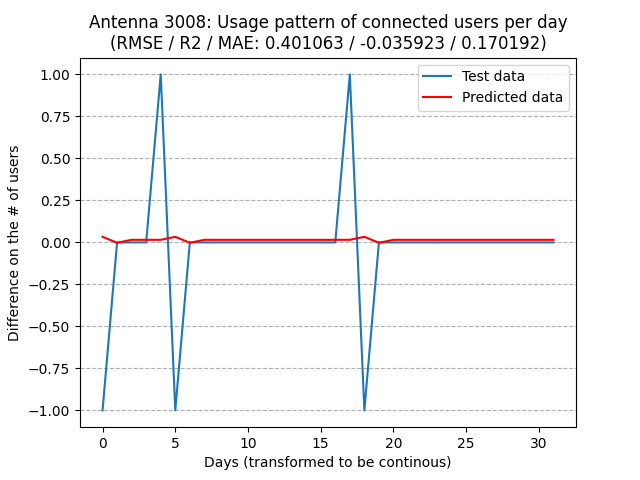 Antenna 3008: Usage pattern of connected users per day
(RMSE / R2 / MAE: 0.401063 / -0.035923 / 0.170192)
Test data
Predicted data
Difference on the # of users
1.00
0.75
0.50
0.25
0.00
−0.25
−0.50
−0.75
−1.00
0 5 10 15 20 25 30
Days (transformed to be continous)